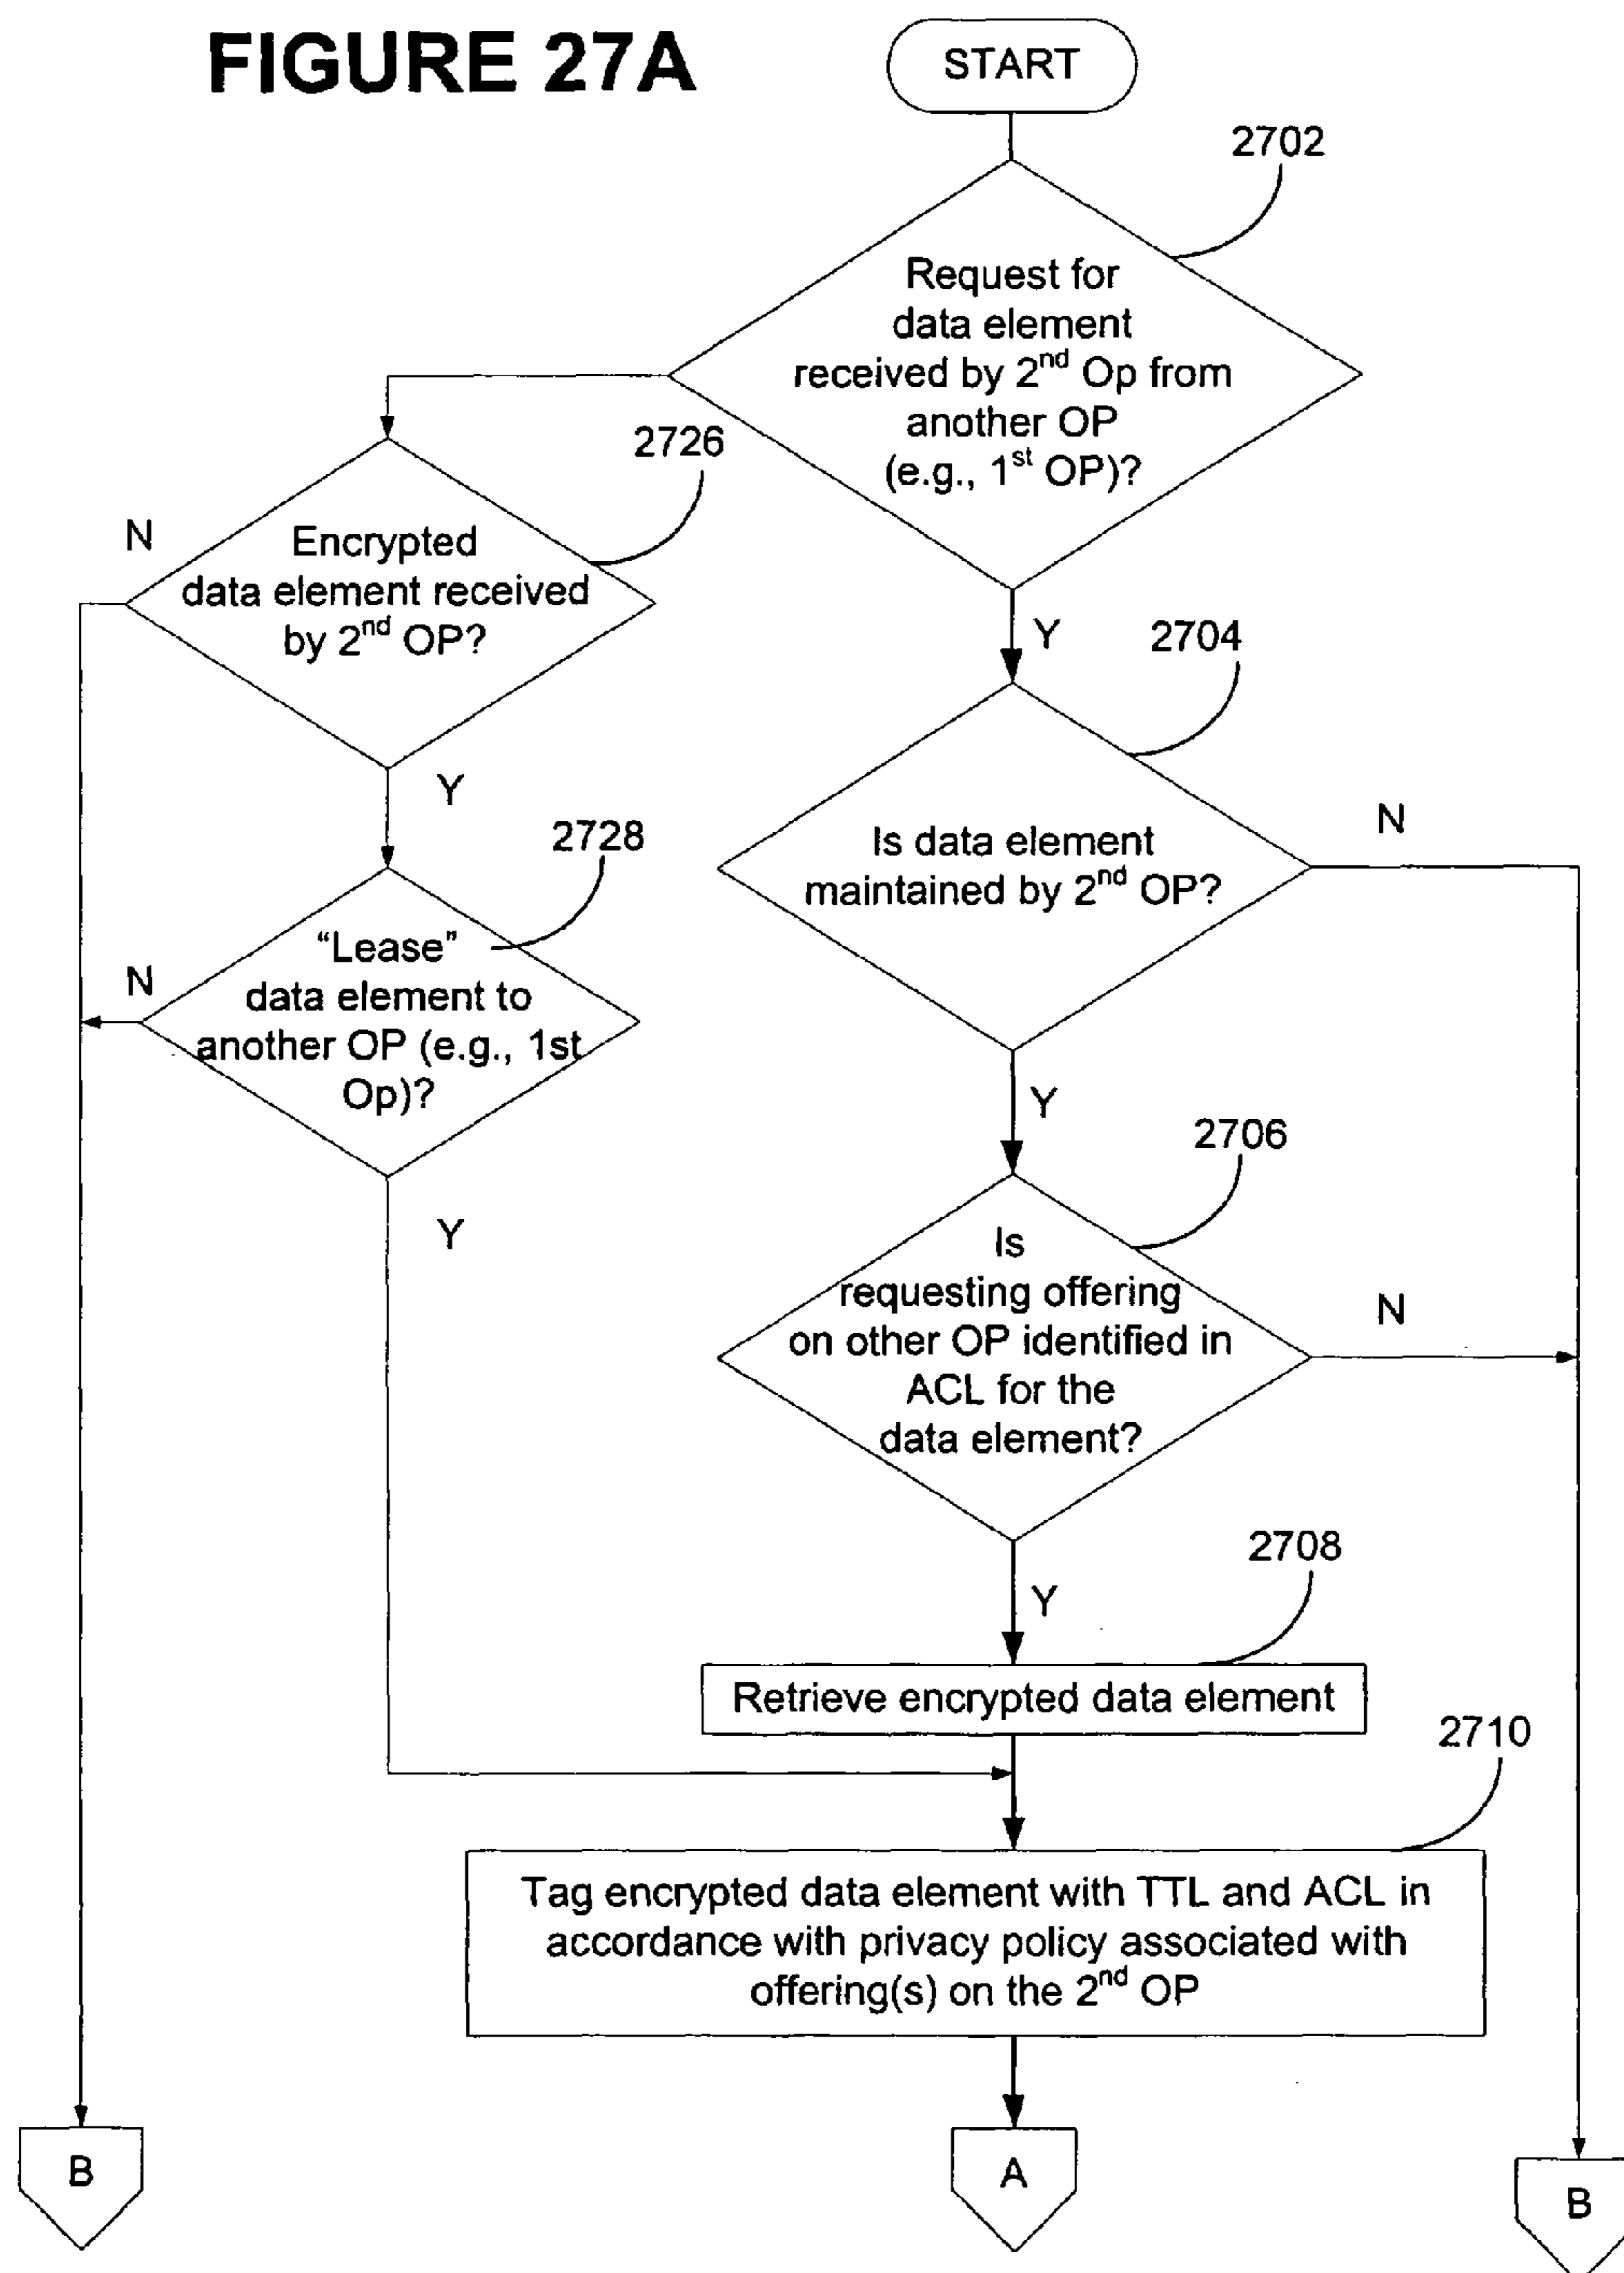 FIGURE 27A
START
2702
Request for
data element
received by 2nd Op from
another OP
(e.g., 1st OP)?
2726
N
Encrypted
data element received
by 2nd OP?
Y
2704
Y
2728
Is data element
maintained by 2nd OP?
N
"Lease"
data element to
another OP (e.g., 1st
Op)?
N
Y
2706
Y
Is
requesting offering
on other OP identified in
ACL for the
data element?
N
2708
Y
Retrieve encrypted data element
2710
Tag encrypted data element with TTL and ACL in
accordance with privacy policy associated with
offering(s) on the 2nd OP
B
A
B